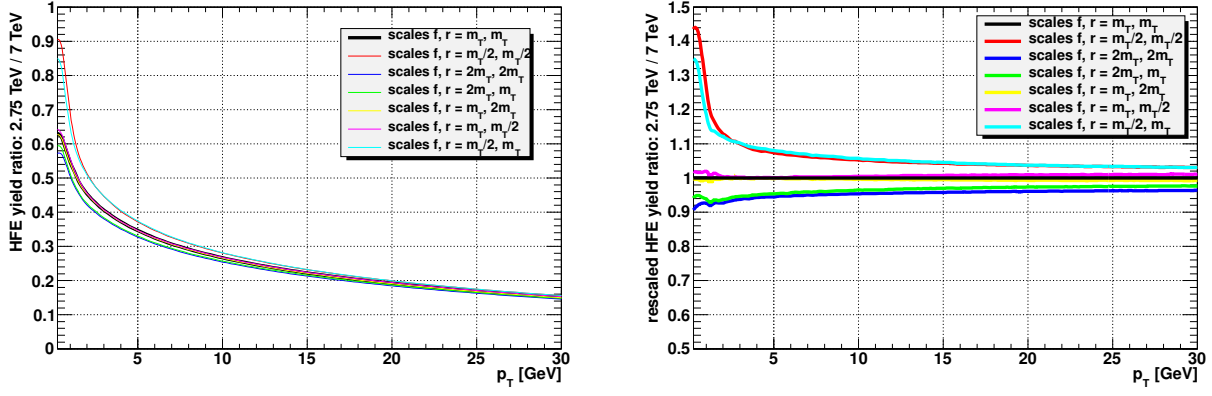 HFE yield ratio: 2.75 TeV / 7 TeV
1
0.9
0.8
0.7
0.6
0.5
0.4
0.3
0.2
0.1
0
scales f, r = m_T, m_T
scales f, r = m_T/2, m_T/2
scales f, r = 2m_T, 2m_T
scales f, r = 2m_T, m_T
scales f, r = m_T, 2m_T
scales f, r = m_T, m_T/2
scales f, r = m_T/2, m_T
5 10 15 20 25 30
p_T [GeV]
rescaled HFE yield ratio: 2.75 TeV / 7 TeV
1.5
1.4
1.3
1.2
1.1
1
0.9
0.8
0.7
0.6
0.5
scales f, r = m_T, m_T
scales f, r = m_T/2, m_T/2
scales f, r = 2m_T, 2m_T
scales f, r = 2m_T, m_T
scales f, r = m_T, 2m_T
scales f, r = m_T, m_T/2
scales f, r = m_T/2, m_T
5 10 15 20 25 30
p_T [GeV]